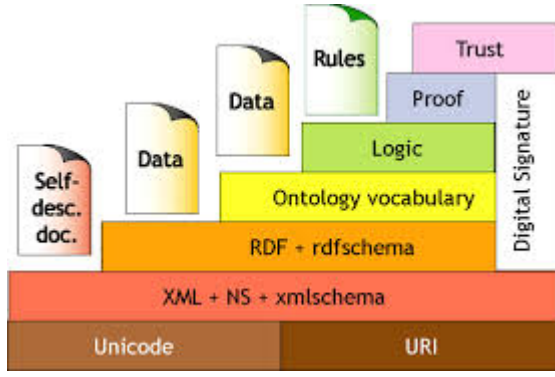 Rules
Trust
Data
Proof
Data
Logic
Self-
desc.
doc.
Ontology vocabulary
Digital Signature
RDF + rdfschema
XML + NS + xmlschema
Unicode
URI